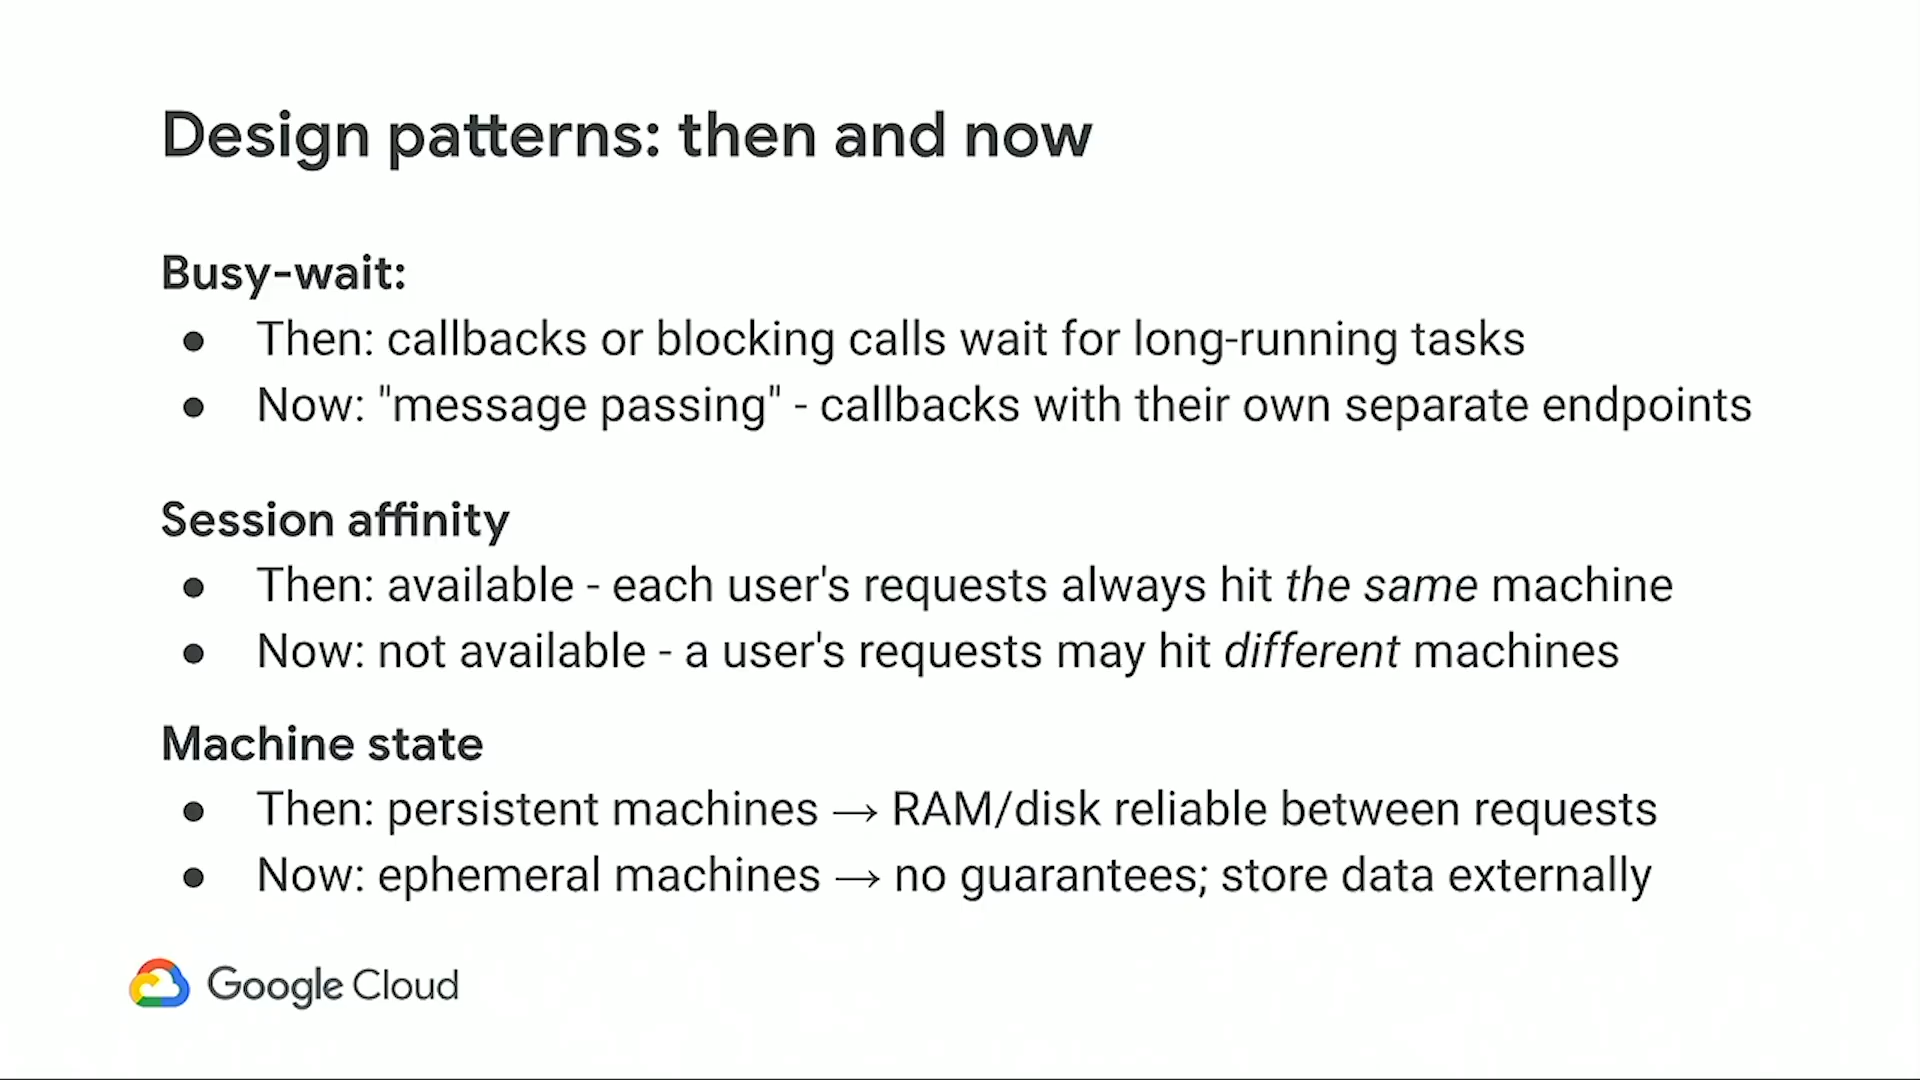 Design patterns: then and now
Busy-wait:
● Then: callbacks or blocking calls wait for long-running tasks
● Now: "message passing" - callbacks with their own separate endpoints
Session affinity
● Then: available - each user's requests always hit the same machine
● Now: not available - a user's requests may hit different machines
Machine state
● Then: persistent machines → RAM/disk reliable between requests
● Now: ephemeral machines → no guarantees; store data externally
Google Cloud